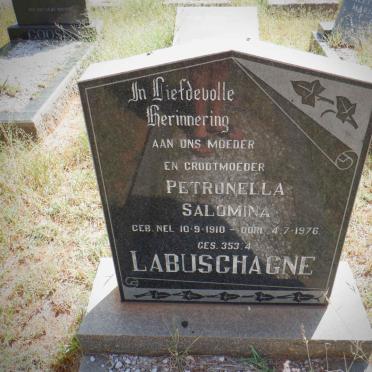 In Liefdevolle
Herinnering
AAN ONS MOEDER
EN GROOTMOEDER
PETRONELLA
SALOMINA
GEB. NEL 10·9·1910 – OORL. 4·7·1976
GES. 353:4
LABUSCHAGNE